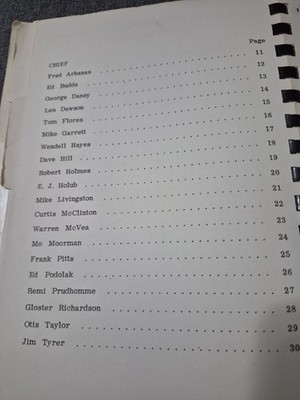 Page
CHIEF
Fred Arbanas . . . . . . . . . . . . . . . . 11
Ed Budde . . . . . . . . . . . . . . . . 12
George Daney . . . . . . . . . . . . . . . . 13
Len Dawson . . . . . . . . . . . . . . . . 14
Tom Flores . . . . . . . . . . . . . . . . 15
Mike Garrett . . . . . . . . . . . . . . . . 16
Wendell Hayes . . . . . . . . . . . . . . . . 17
Dave Hill . . . . . . . . . . . . . . . . 18
Robert Holmes . . . . . . . . . . . . . . . . 19
E. J. Holub . . . . . . . . . . . . . . . . 20
Mike Livingston . . . . . . . . . . . . . . . . 21
Curtis McClinton . . . . . . . . . . . . . . . . 22
Warren McVea . . . . . . . . . . . . . . . . 23
Mo Moorman . . . . . . . . . . . . . . . . 24
Frank Pitts . . . . . . . . . . . . . . . . 25
Ed Podolak . . . . . . . . . . . . . . . . 26
Remi Prudhomme . . . . . . . . . . . . . . . . 27
Gloster Richardson . . . . . . . . . . . . . . . . 28
Otis Taylor . . . . . . . . . . . . . . . . 29
Jim Tyrer . . . . . . . . . . . . . . . . 30